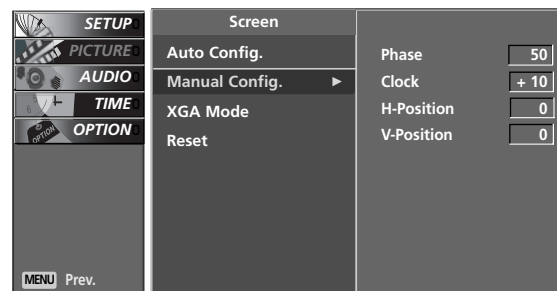 SETUP
PICTURE
AUDIO
TIME
OPTION
OPTION
MENU Prev.
Screen
Auto Config.
Manual Config. ►
XGA Mode
Reset
Phase 50
Clock + 10
H-Position 0
V-Position 0